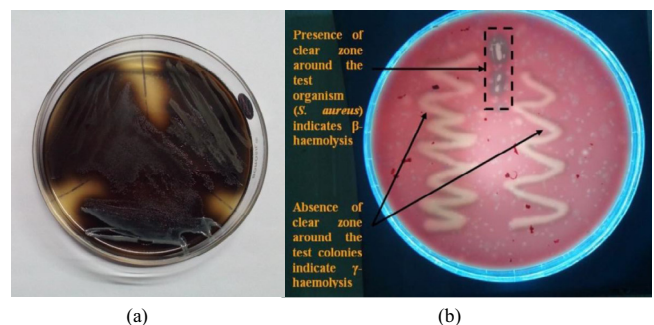 Presence of
clear zone
around the
test
organism
(S. aureus)
indicates β-
haemolysis
Absence of
clear zone
around the
test colonies
indicate γ-
haemolysis
(a)
(b)